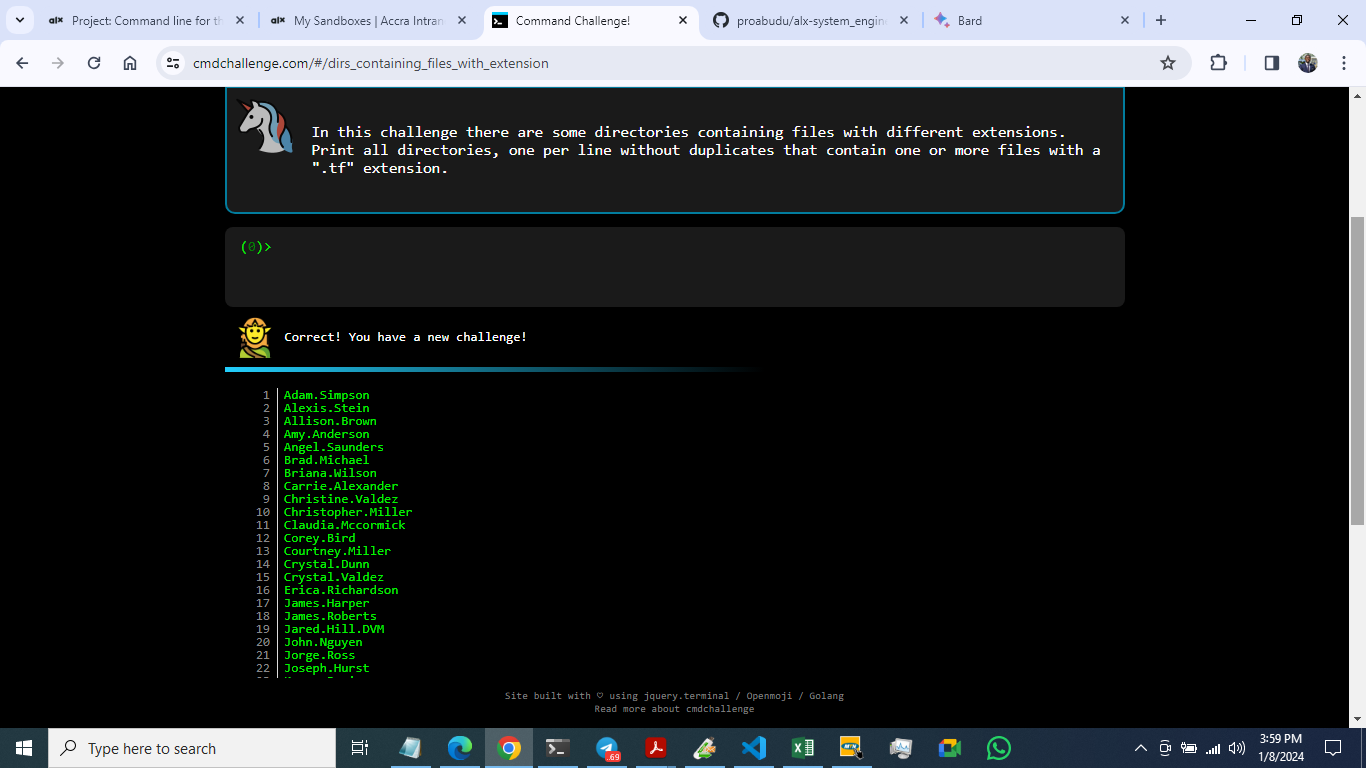 alx Project: Command line for th
alx My Sandboxes | Accra Intran
Command Challenge!
proabudu/alx-system_engine
Bard
cmdchallenge.com/#/dirs_containing_files_with_extension
In this challenge there are some directories containing files with different extensions.
Print all directories, one per line without duplicates that contain one or more files with a
".tf" extension.
(0)>
Correct! You have a new challenge!
1 Adam.Simpson
2 Alexis.Stein
3 Allison.Brown
4 Amy.Anderson
5 Angel.Saunders
6 Brad.Michael
7 Briana.Wilson
8 Carrie.Alexander
9 Christine.Valdez
10 Christopher.Miller
11 Claudia.Mccormick
12 Corey.Bird
13 Courtney.Miller
14 Crystal.Dunn
15 Crystal.Valdez
16 Erica.Richardson
17 James.Harper
18 James.Roberts
19 Jared.Hill.DVM
20 John.Nguyen
21 Jorge.Ross
22 Joseph.Hurst
Site built with ♡ using jquery.terminal / Openmoji / Golang
Read more about cmdchallenge
Type here to search
.69
3:59 PM
1/8/2024